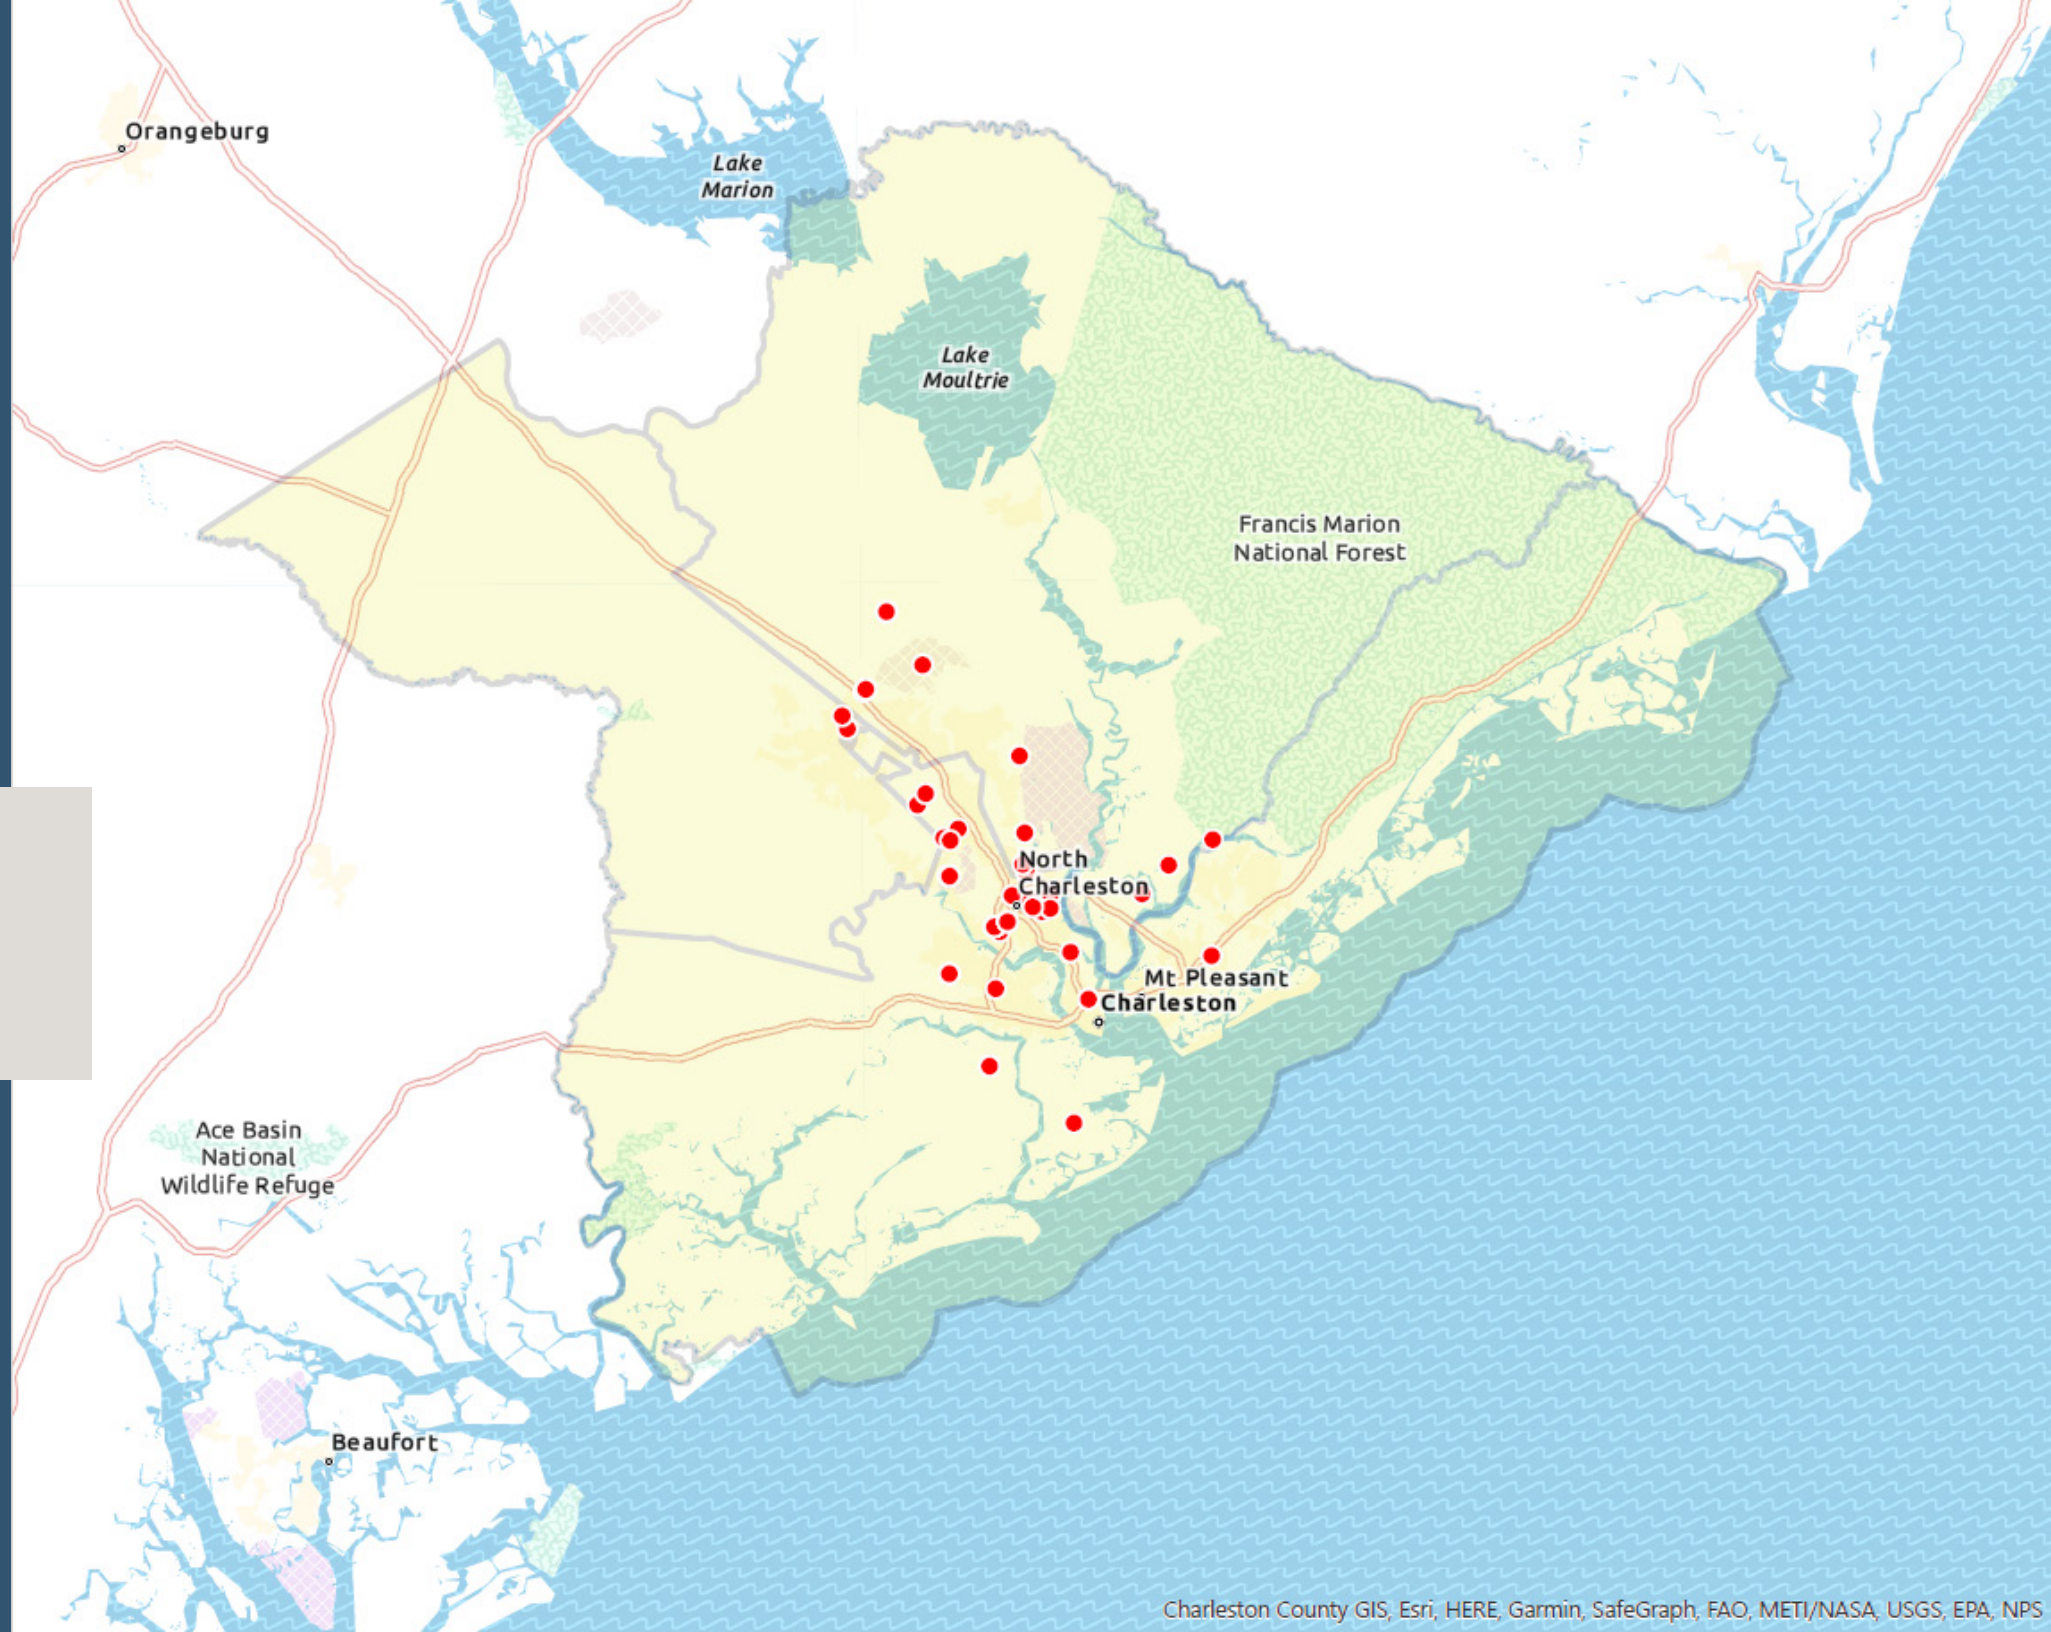 Orangeburg
Lake
Marion
Lake
Moultrie
Francis Marion
National Forest
North
Charleston
Mt Pleasant
Charleston
Ace Basin
National
Wildlife Refuge
Beaufort
Charleston County GIS, Esri, HERE, Garmin, SafeGraph, FAO, METI/NASA, USGS, EPA, NPS